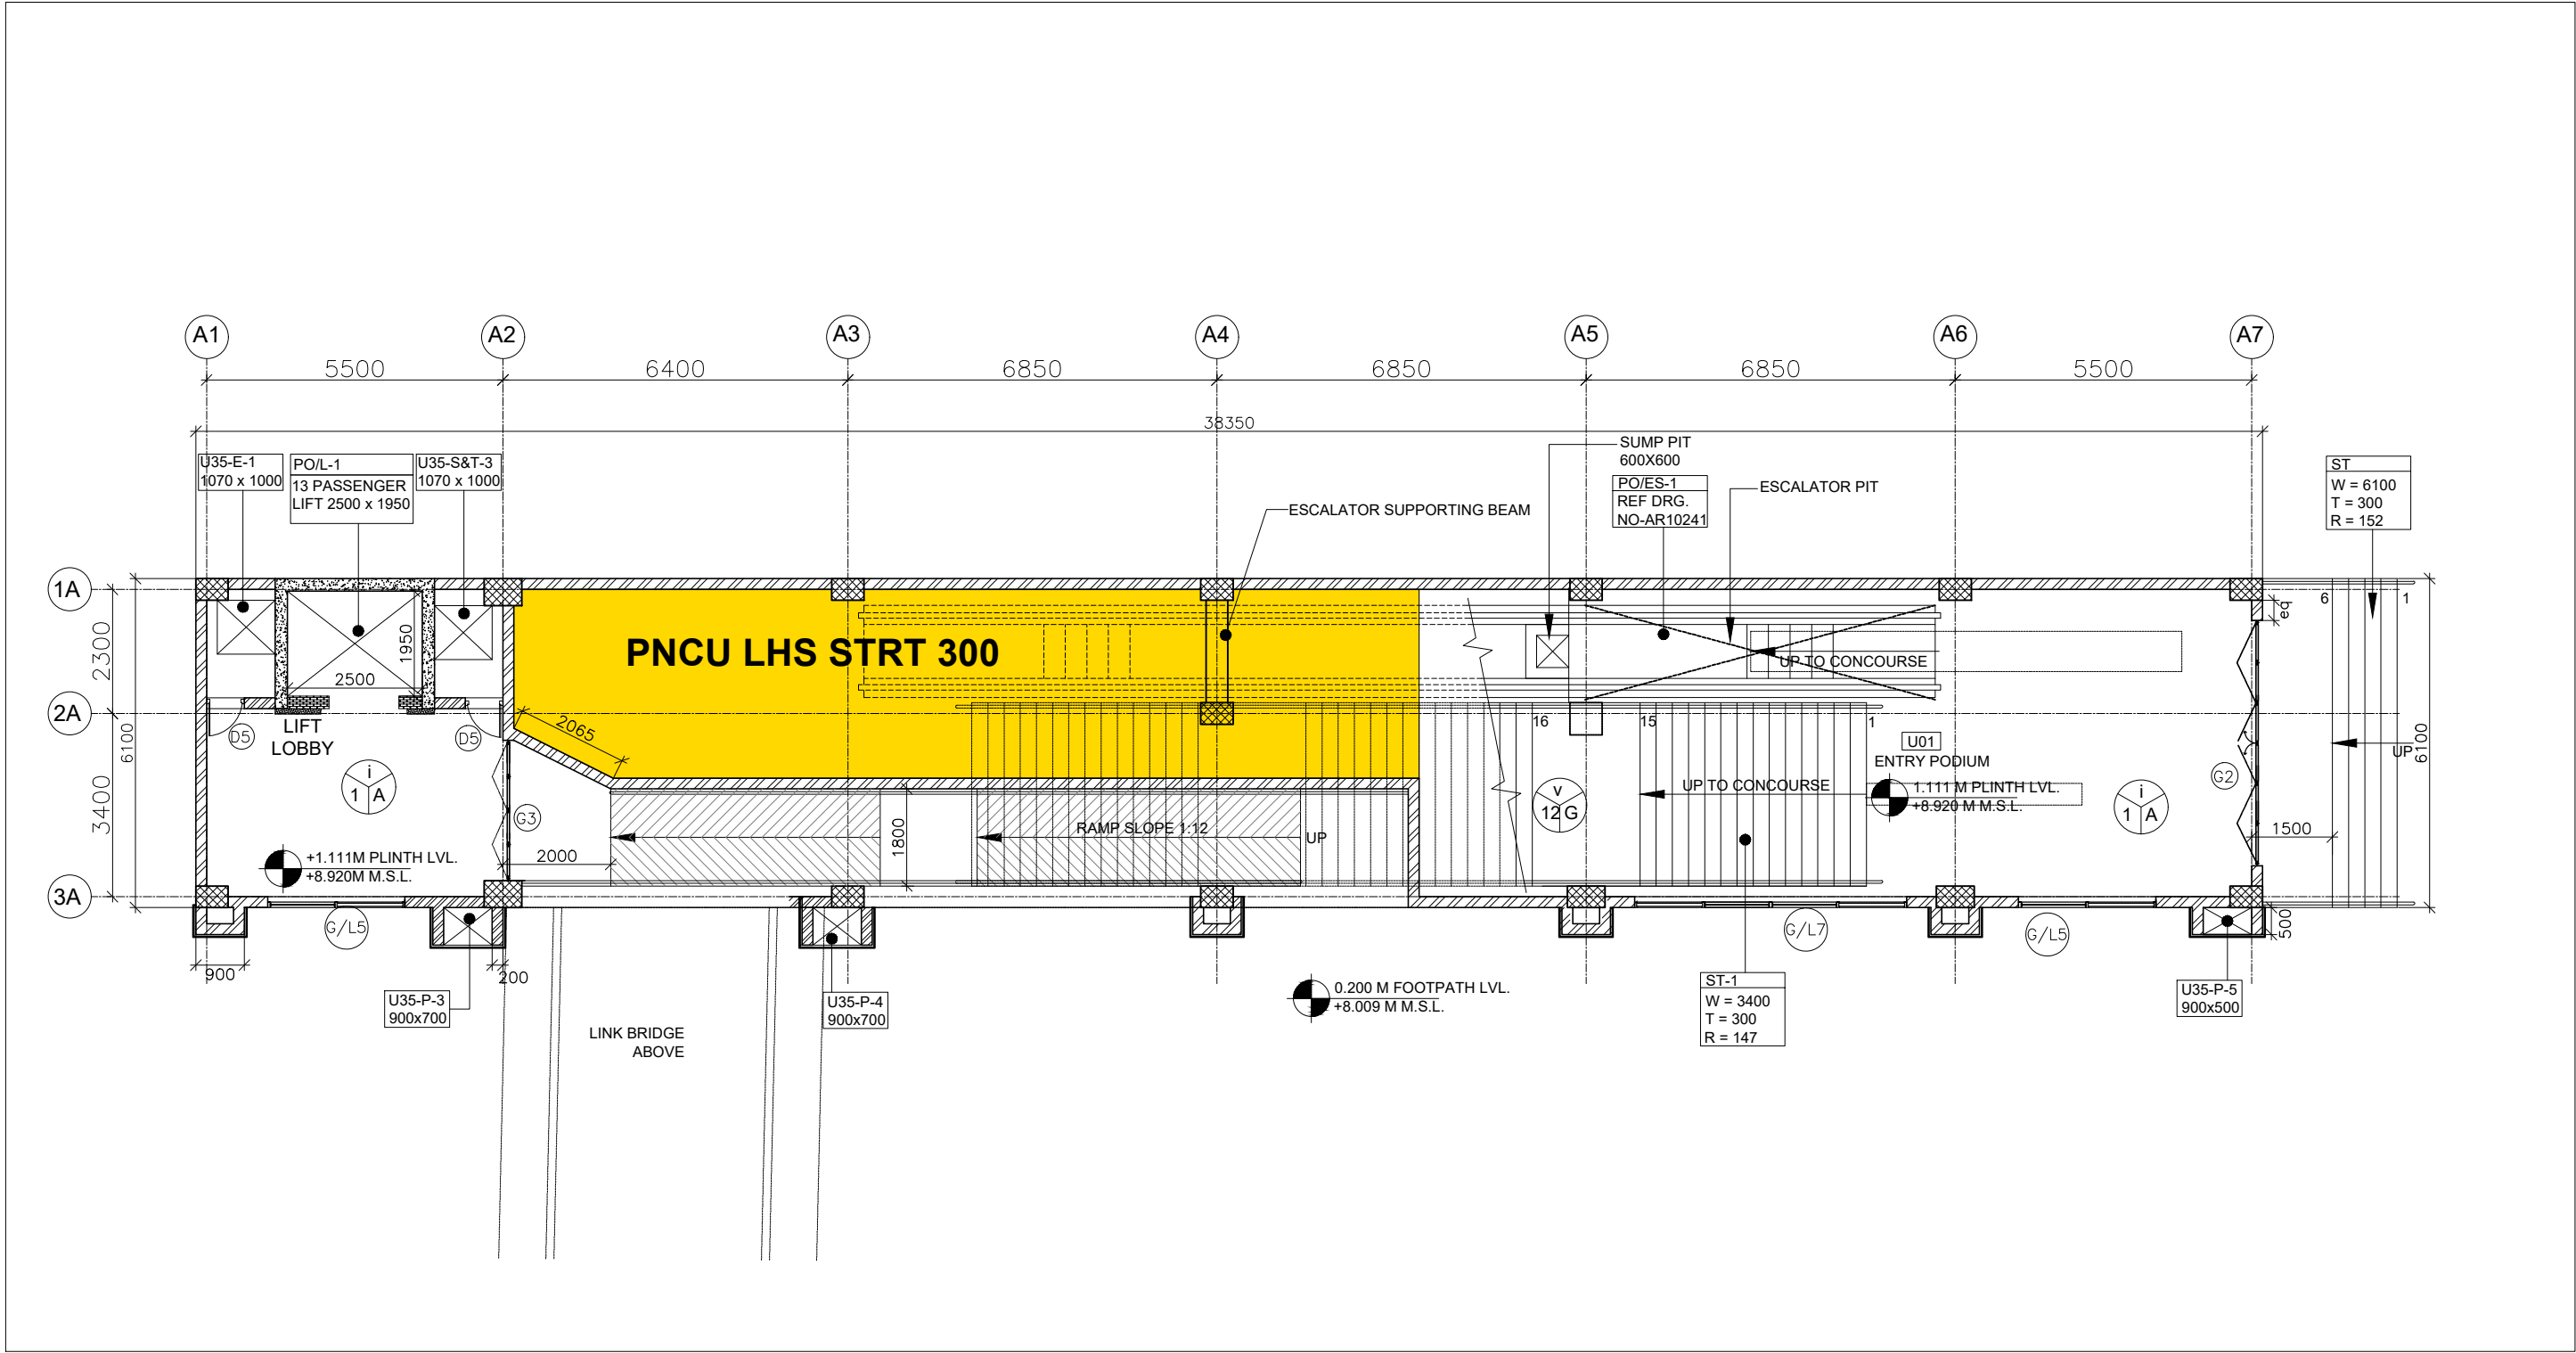 A1
A2
A3
A4
A5
A6
A7
5500
6400
6850
6850
6850
5500
38350
SUMP PIT
600X600
U35-E-1
1070 x 1000
PO/L-1
13 PASSENGER
LIFT 2500 x 1950
U35-S&T-3
1070 x 1000
PO/ES-1
REF DRG.
NO-AR10241
ESCALATOR PIT
ESCALATOR SUPPORTING BEAM
ST
W = 6100
T = 300
R = 152
1A
2A
3A
2300
3400
6100
1950
2500
PNCU LHS STRT 300
UP TO CONCOURSE
eq
6
1
LIFT
LOBBY
D5
D5
2065
16
15
1
U01
ENTRY PODIUM
1.111 M PLINTH LVL.
+8.920 M M.S.L.
UP TO CONCOURSE
UP
6100
G2
i
1 A
v
12 G
i
1 A
G3
1800
RAMP SLOPE 1:12
UP
2000
1500
+1.111M PLINTH LVL.
+8.920M M.S.L.
G/L5
G/L7
G/L5
500
900
200
U35-P-3
900x700
U35-P-4
900x700
0.200 M FOOTPATH LVL.
+8.009 M M.S.L.
ST-1
W = 3400
T = 300
R = 147
U35-P-5
900x500
LINK BRIDGE
ABOVE